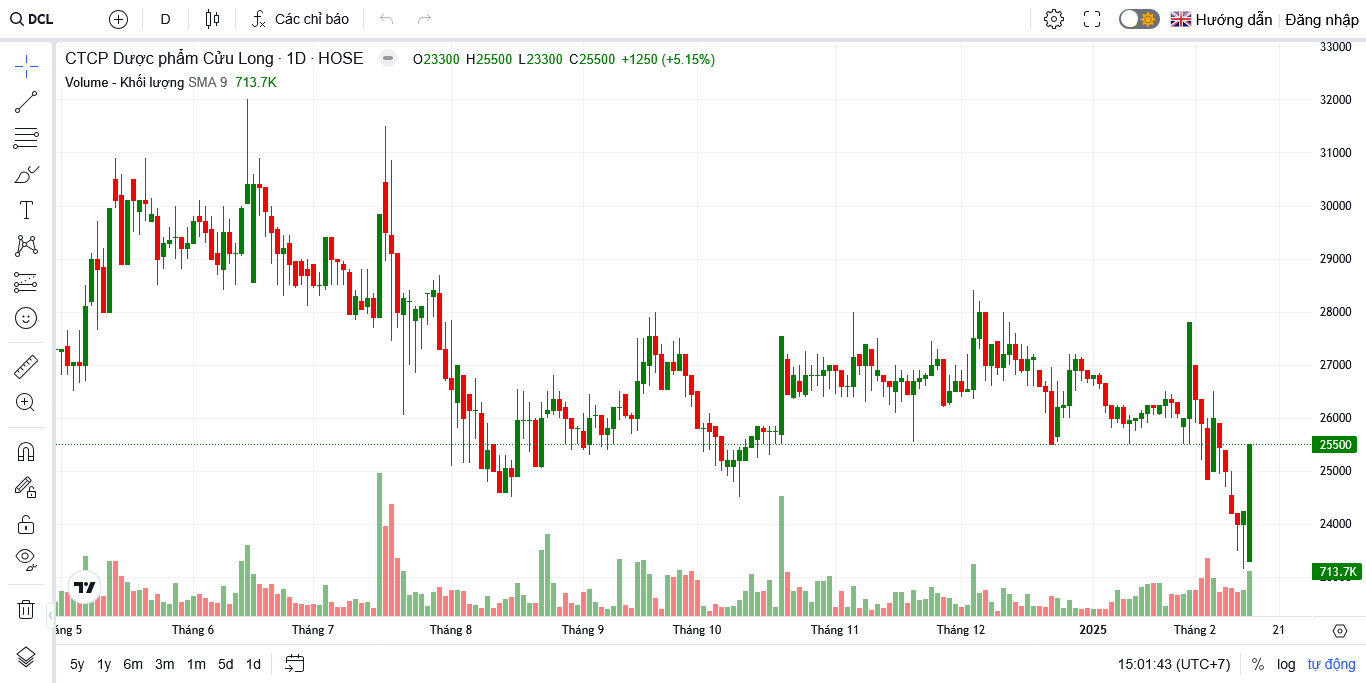 DCL D Các chỉ báo Hướng dẫn Đăng nhập
CTCP Dược phẩm Cửu Long · 1D · HOSE O23300 H25500 L23300 C25500 +1250 (+5.15%)
Volume - Khối lượng SMA 9 713.7K
33000
32000
31000
30000
29000
28000
27000
26000
25500
25000
24000
713.7K
Tháng 6 Tháng 7 Tháng 8 Tháng 9 Tháng 10 Tháng 11 Tháng 12 2025 Tháng 2 21
5y 1y 6m 3m 1m 5d 1d 15:01:43 (UTC+7) % log tự động